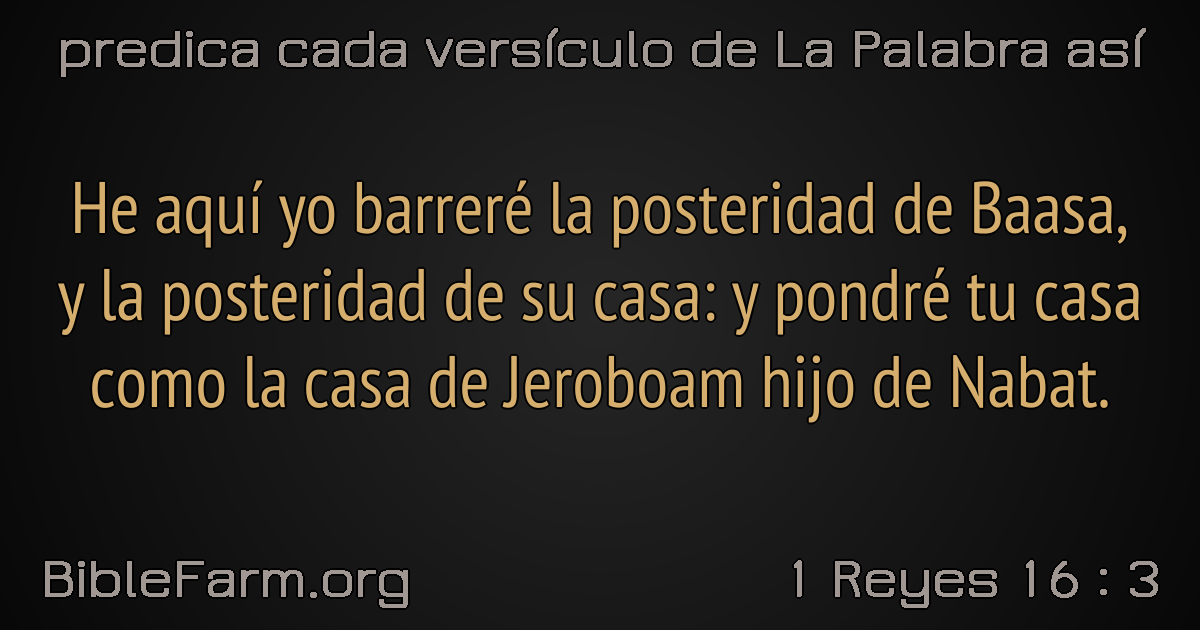 predica cada versículo de La Palabra así
He aquí yo barreré la posteridad de Baasa,
y la posteridad de su casa: y pondré tu casa
como la casa de Jeroboam hijo de Nabat.
BibleFarm.org
1 Reyes 16 : 3